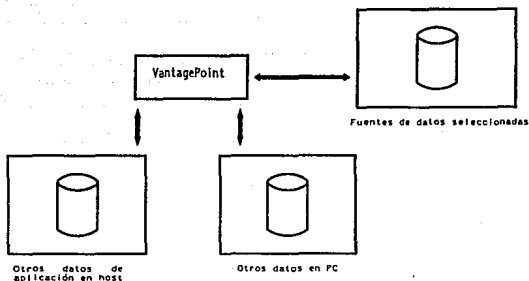 VantagePoint
Fuentes de datos seleccionadas
Otros datos de
aplicación en host
Otros datos en PC